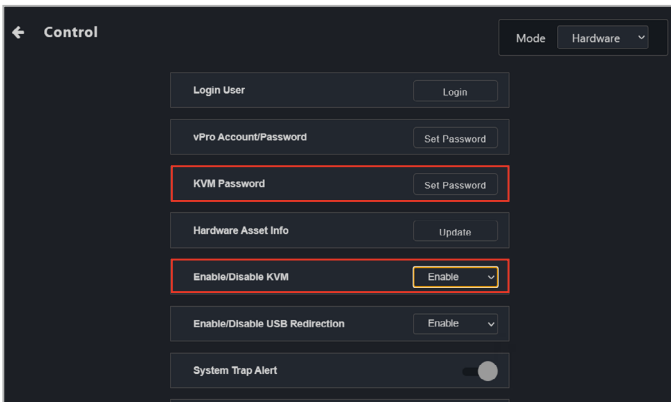 Control
Mode Hardware
Login User Login
vPro Account/Password Set Password
KVM Password Set Password
Hardware Asset Info Update
Enable/Disable KVM Enable
Enable/Disable USB Redirection Enable
System Trap Alert